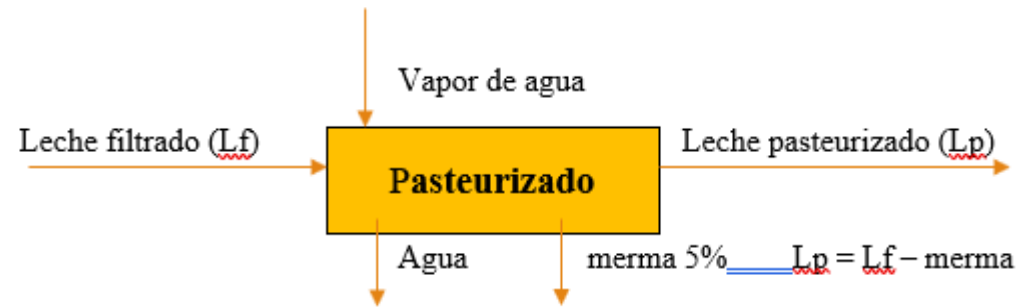 Vapor de agua
Leche filtrado (Lf)
Leche pasteurizado (Lp)
Pasteurizado
Agua
merma 5%      Lp = Lf – merma